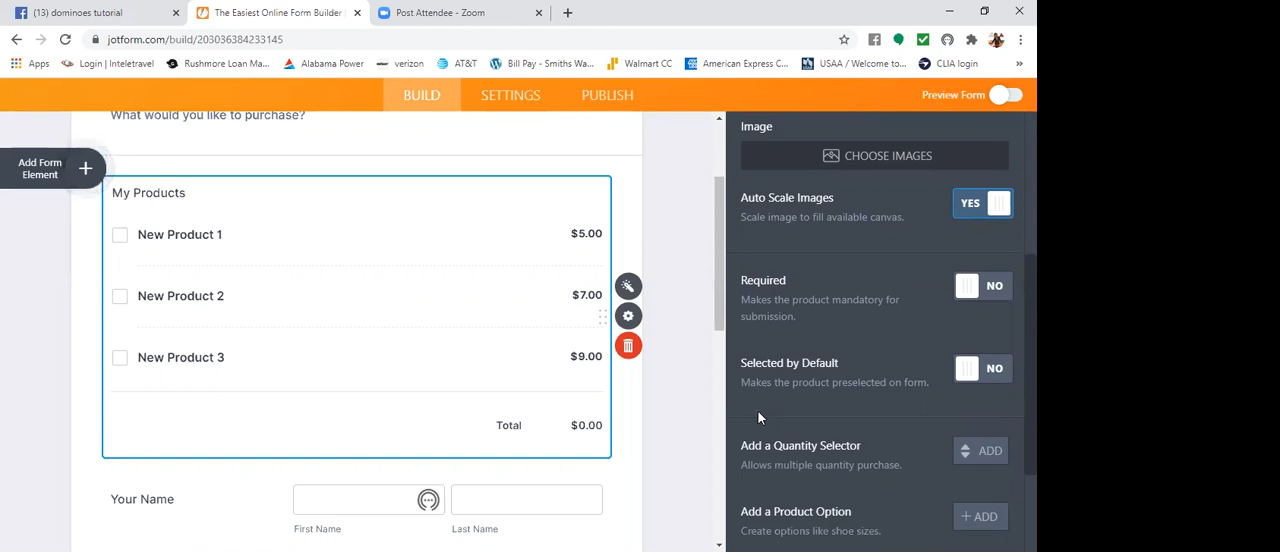 (13) dominoes tutorial
The Easiest Online Form Builder
Post Attendee - Zoom
jotform.com/build/203036384233145
Apps
Login | Inteletravel
Rushmore Loan Ma...
Alabama Power
verizon
AT&T
Bill Pay - Smiths Wa...
Walmart CC
American Express C...
USAA / Welcome to...
CLIA login
»
BUILD
SETTINGS
PUBLISH
Preview Form
What would you like to purchase?
Add Form
Element
My Products
New Product 1 $5.00
New Product 2 $7.00
New Product 3 $9.00
Total $0.00
Your Name
First Name
Last Name
Image
CHOOSE IMAGES
Auto Scale Images
YES
Scale image to fill available canvas.
Required
NO
Makes the product mandatory for
submission.
Selected by Default
NO
Makes the product preselected on form.
Add a Quantity Selector
ADD
Allows multiple quantity purchase.
Add a Product Option
+ ADD
Create options like shoe sizes.